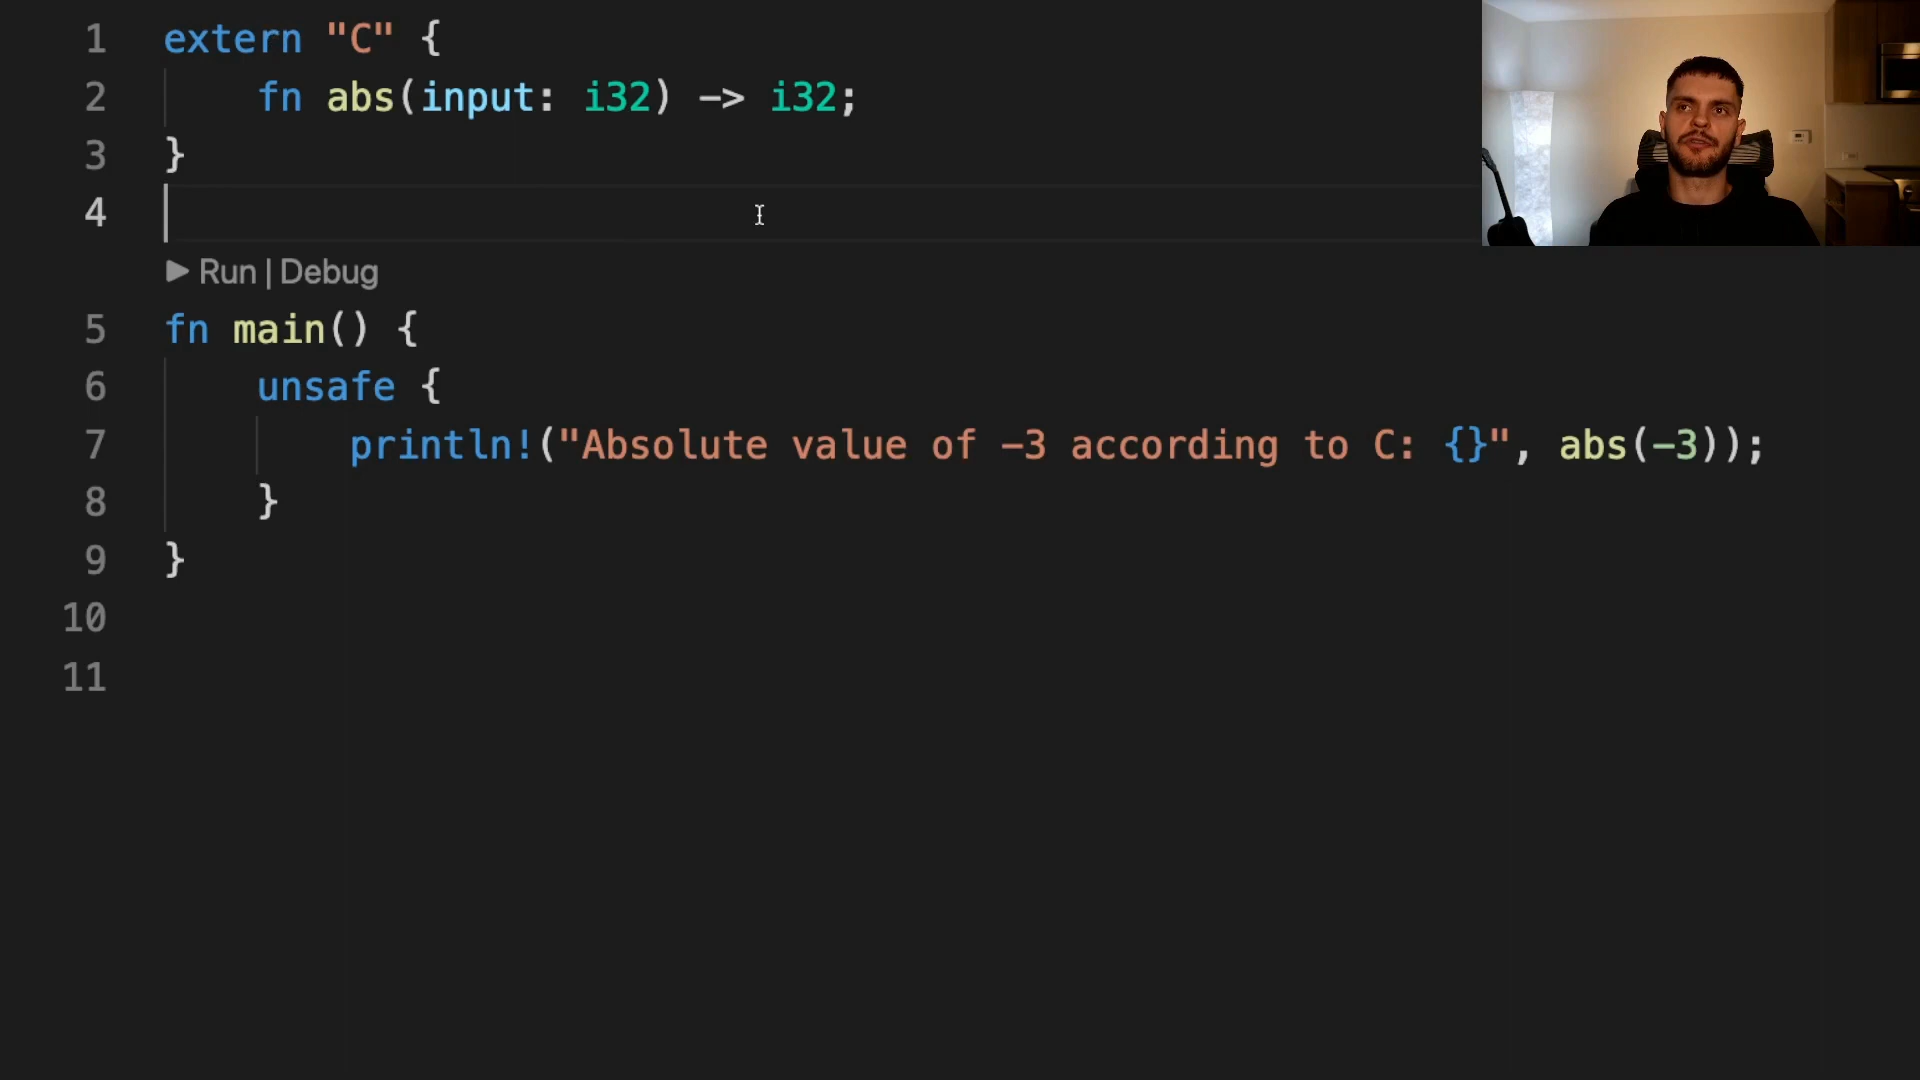 1 extern "C" {
2 fn abs(input: i32) -> i32;
3 }
4
▶ Run | Debug
5 fn main() {
6 unsafe {
7 println!("Absolute value of -3 according to C: {}", abs(-3));
8 }
9 }
10
11